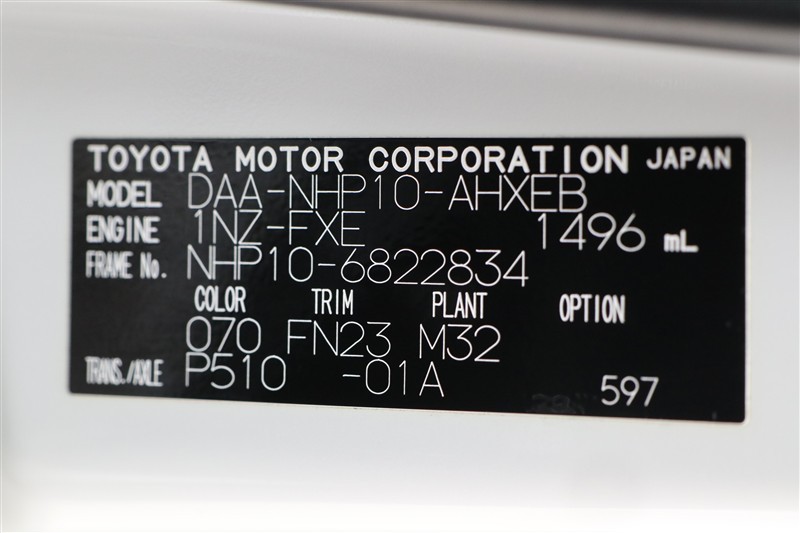 TOYOTA MOTOR CORPORATION JAPAN
MODEL DAA-NHP10-AHXEB
ENGINE 1NZ-FXE 1496 mL
FRAME No. NHP10-6822834
COLOR TRIM PLANT OPTION
070 FN23 M32
TRANS./AXLE P510 -01A 597